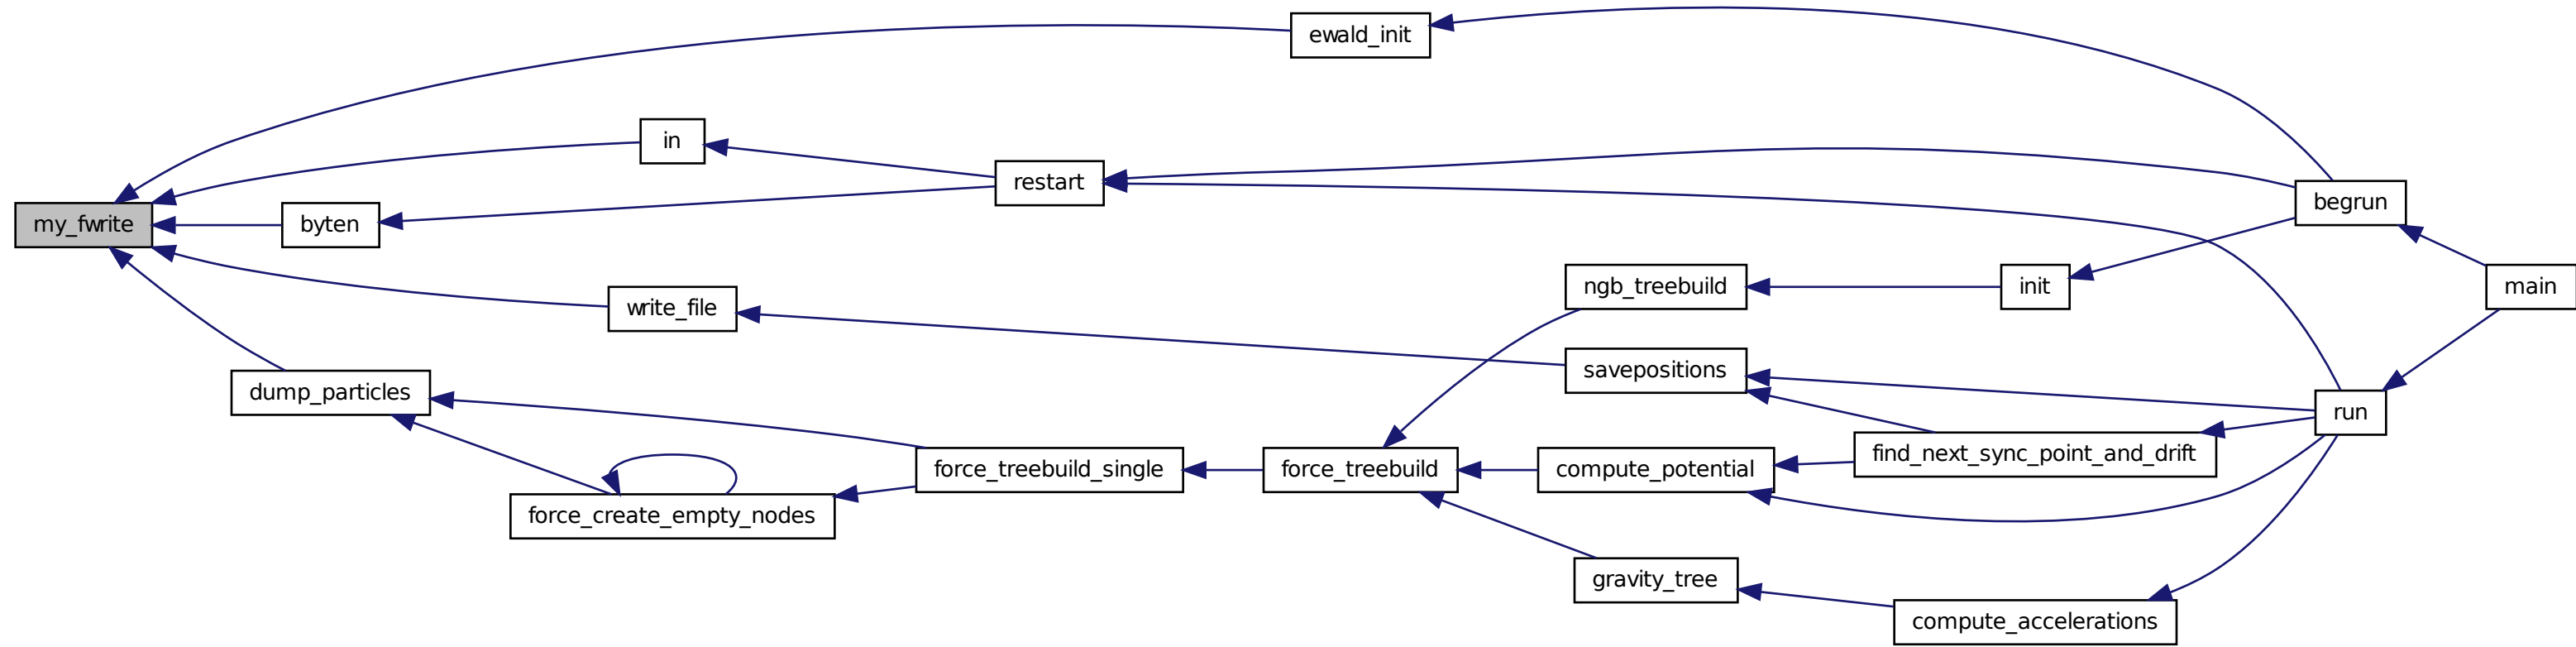 ewald_init
in
restart
begrun
my_fwrite
byten
ngb_treebuild
init
main
write_file
savepositions
dump_particles
run
find_next_sync_point_and_drift
force_treebuild_single
force_treebuild
compute_potential
force_create_empty_nodes
gravity_tree
compute_accelerations